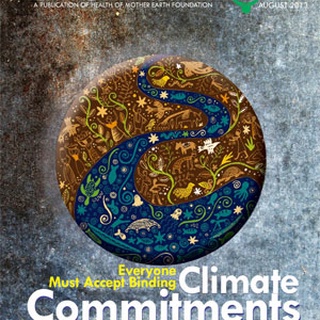 A PUBLICATION OF HEALTH OF MOTHER EARTH FOUNDATION
AUGUST 2013
Everyone
Must Accept Binding
Climate
Commitments